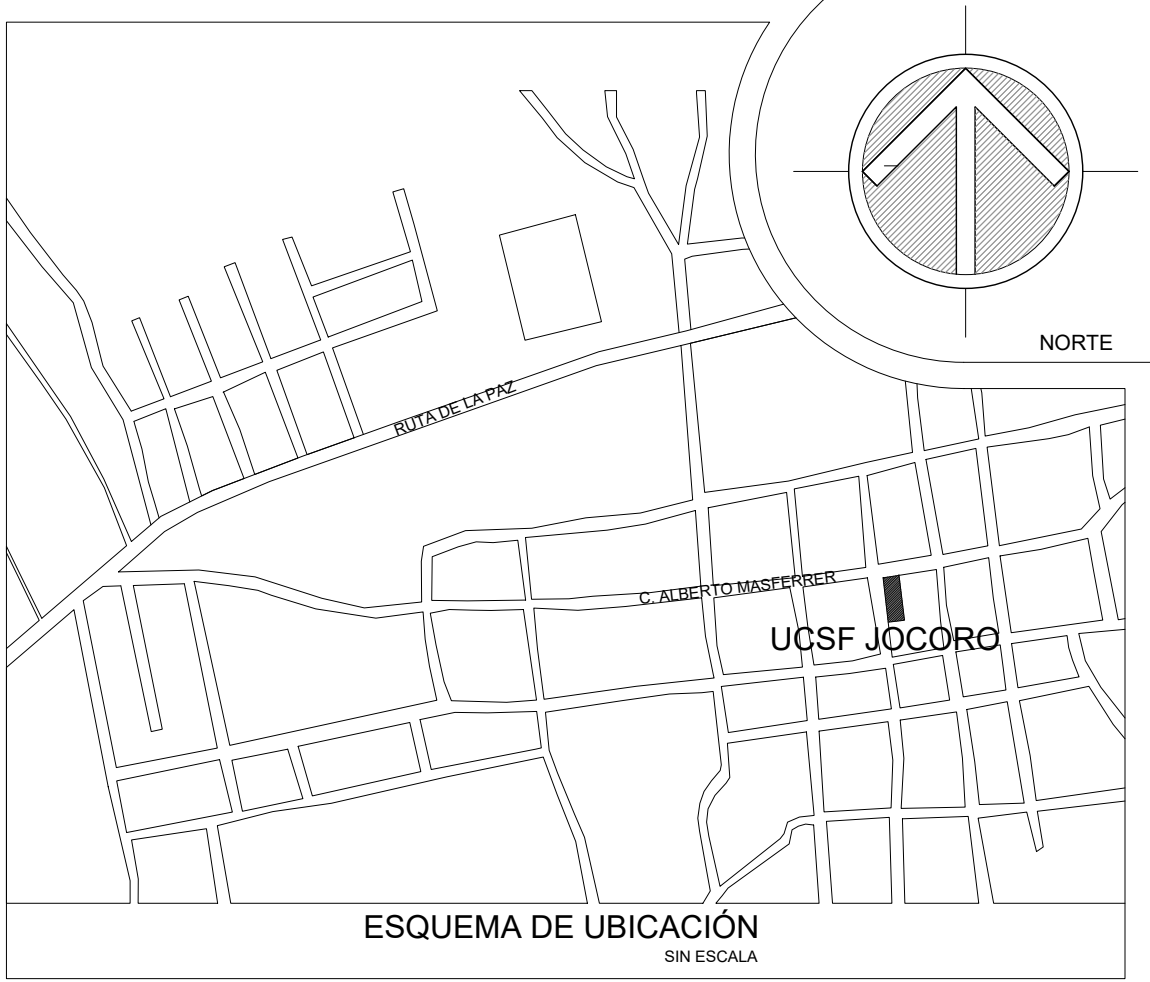 NORTE
RUTA DE LA PAZ
C. ALBERTO MASFERRER
UCSF JOCORO
ESQUEMA DE UBICACIÓN
SIN ESCALA